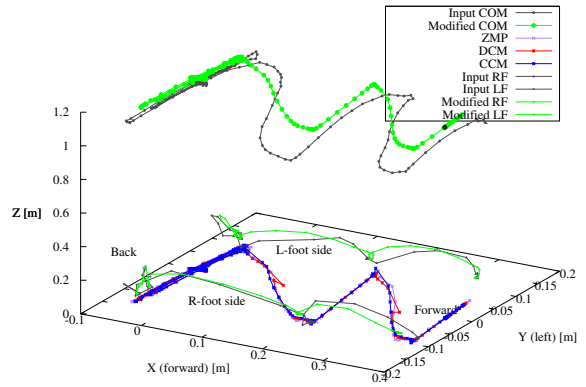 Input COM
Modified COM
ZMP
DCM
CCM
Input RF
Input LF
Modified RF
Modified LF
1.2
1
0.8
Z [m]
0.6
0.4
0.2
0
Back
L-foot side
R-foot side
Forward
-0.1
0
0.1
0.2
0.3
0.4
X (forward) [m]
-0.20
-0.15
-0.1
-0.05
0
0.05
0.1
0.15
0.2
Y (left) [m]